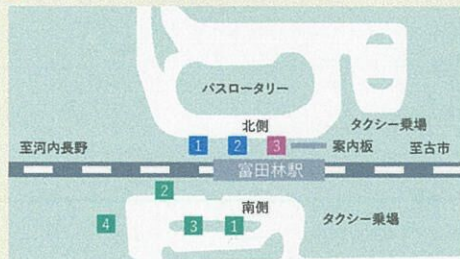 バスロータリー
北側
タクシー乗場
至河内長野
1
2
3
案内板
至古市
富田林駅
2
南側
4
3
1
タクシー乗場